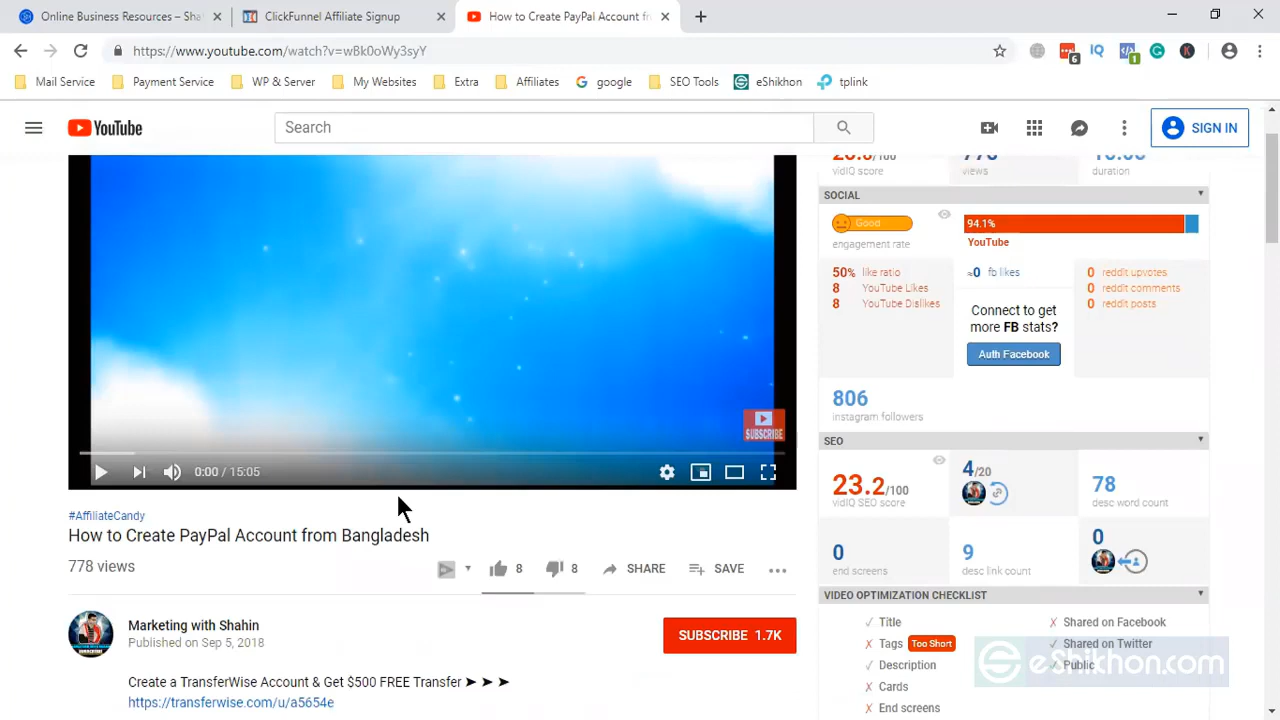 Online Business Resources – Sha
ClickFunnel Affiliate Signup
How to Create PayPal Account fro
https://www.youtube.com/watch?v=wBk0oWy3syY
6
IQ
1
K
Mail Service
Payment Service
WP & Server
My Websites
Extra
Affiliates
google
SEO Tools
eShikhon
tplink
YouTube
Search
SIGN IN
vidIQ score
views
duration
SOCIAL
Good
engagement rate
94.1%
YouTube
50% like ratio
8 YouTube Likes
8 YouTube Dislikes
≈0 fb likes
Connect to get
more FB stats?
Auth Facebook
0 reddit upvotes
0 reddit comments
0 reddit posts
806
instagram followers
SEO
23.2/100
vidIQ SEO score
4/20
78
desc word count
0
end screens
9
desc link count
0
VIDEO OPTIMIZATION CHECKLIST
✓ Title
✗ Tags Too Short
✓ Description
✗ Cards
✗ End screens
✗ Shared on Facebook
✓ Shared on Twitter
✓ Public
eShikhon.com
SUBSCRIBE
0:00 / 15:05
#AffiliateCandy
How to Create PayPal Account from Bangladesh
778 views
8
8
SHARE
SAVE
Marketing with Shahin
Published on Sep 5, 2018
SUBSCRIBE 1.7K
Create a TransferWise Account & Get $500 FREE Transfer ➤ ➤ ➤
https://transferwise.com/u/a5654e